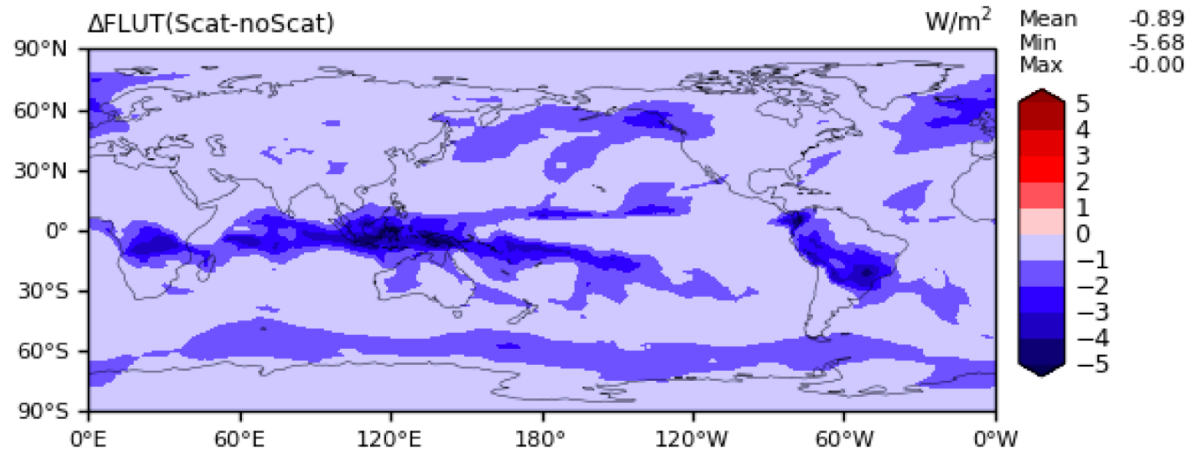 ΔFLUT(Scat-noScat) W/m²
Mean -0.89
Min -5.68
Max -0.00
90°N
60°N
30°N
0°
30°S
60°S
90°S
0°E 60°E 120°E 180° 120°W 60°W 0°W
5
4
3
2
1
0
−1
−2
−3
−4
−5